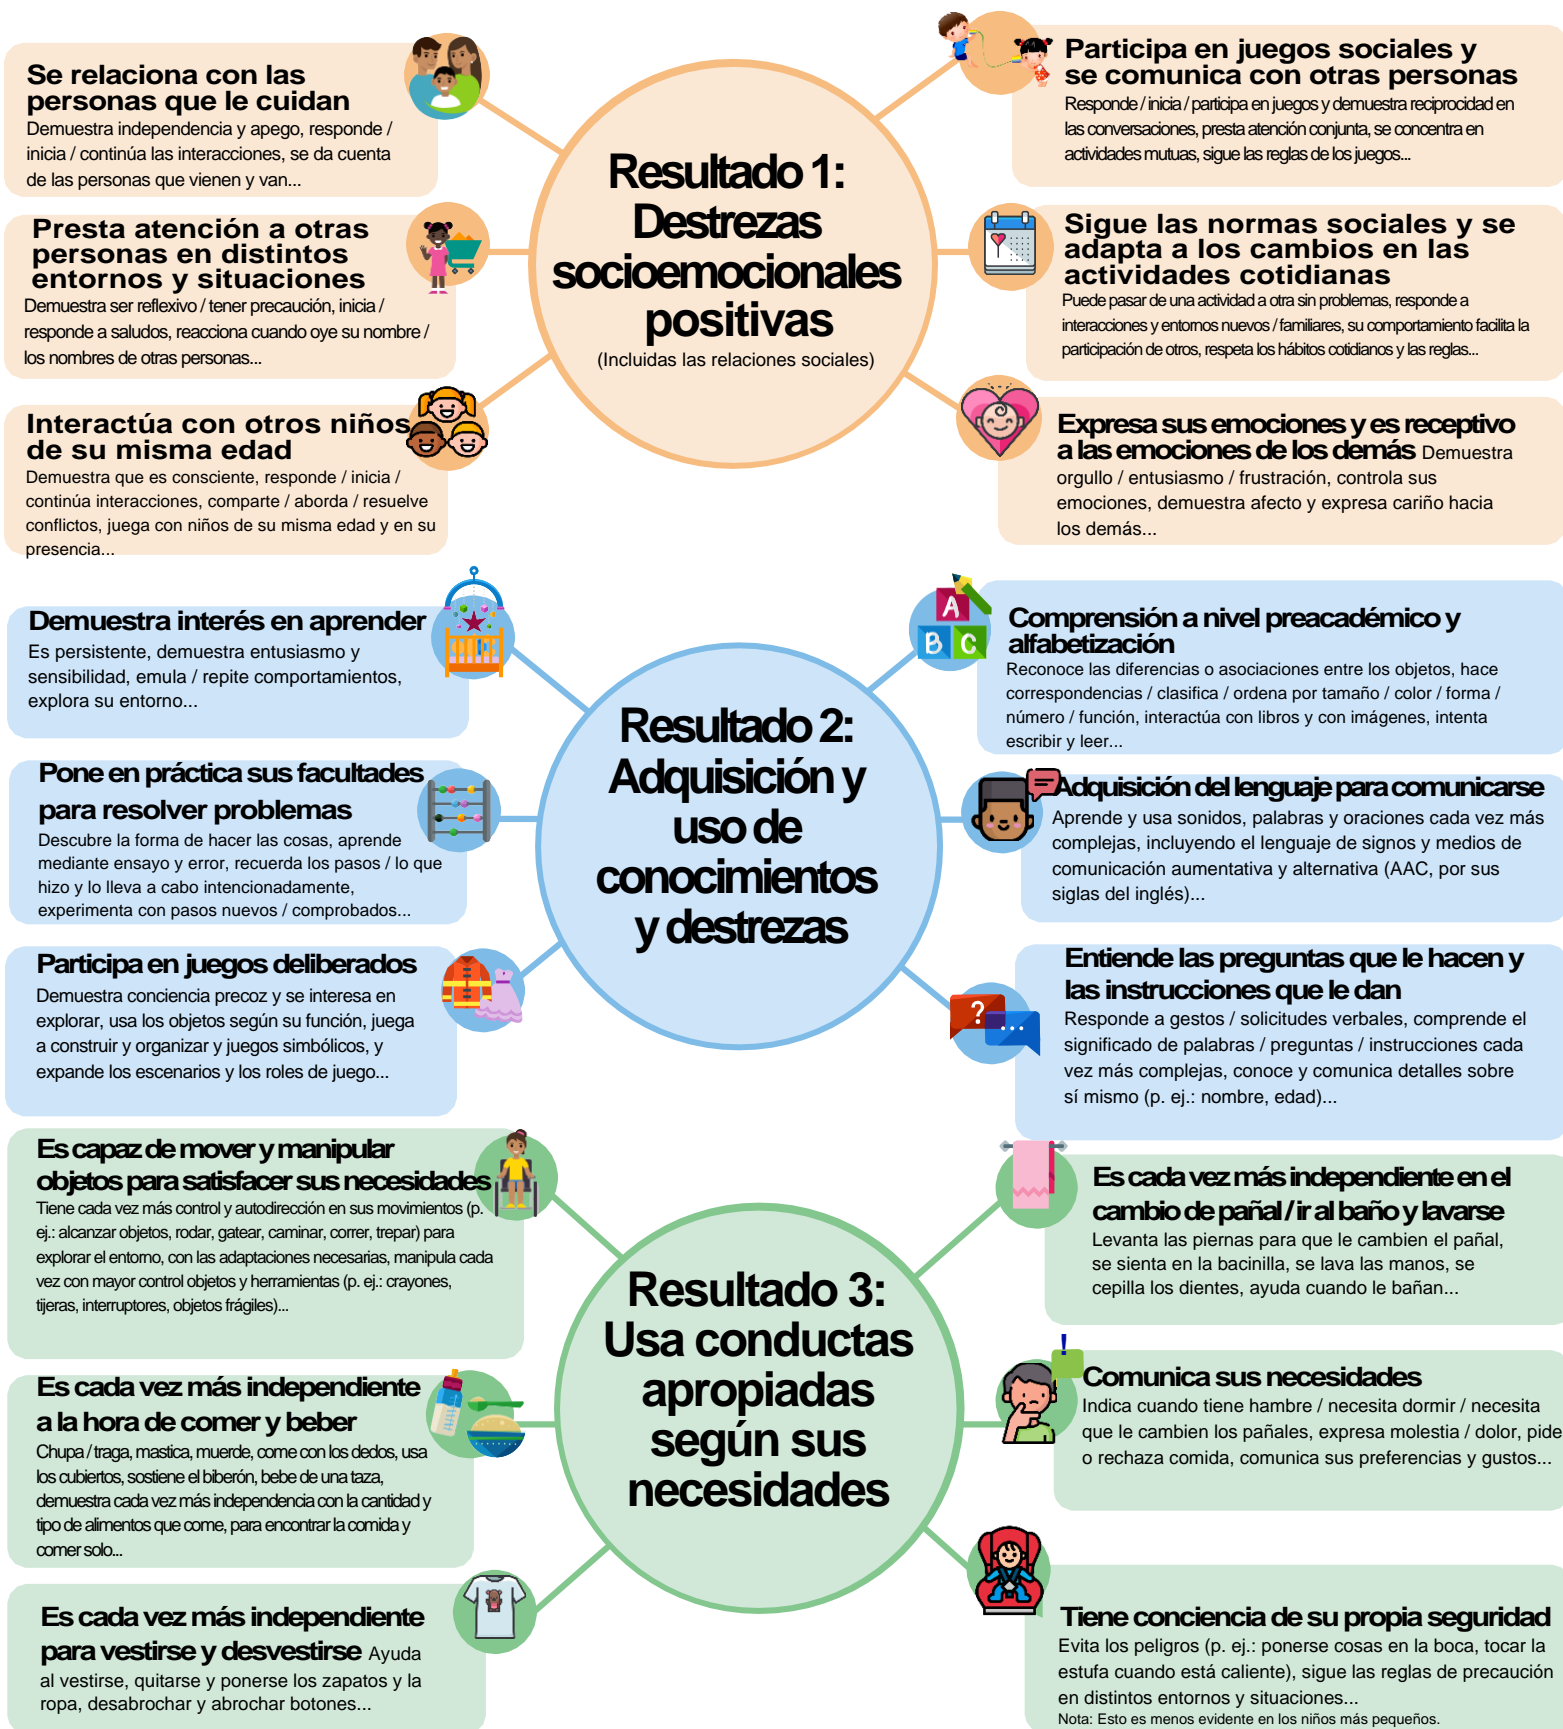 Resultado 1:
Destrezas
socioemocionales
positivas
(Incluidas las relaciones sociales)
Se relaciona con las
personas que le cuidan
Demuestra independencia y apego, responde /
inicia / continúa las interacciones, se da cuenta
de las personas que vienen y van...
Presta atención a otras
personas en distintos
entornos y situaciones
Demuestra ser reflexivo / tener precaución, inicia /
responde a saludos, reacciona cuando oye su nombre /
los nombres de otras personas...
Interactúa con otros niños
de su misma edad
Demuestra que es consciente, responde / inicia /
continúa interacciones, comparte / aborda / resuelve
conflictos, juega con niños de su misma edad y en su
presencia...
Participa en juegos sociales y
se comunica con otras personas
Responde / inicia / participa en juegos y demuestra reciprocidad en
las conversaciones, presta atención conjunta, se concentra en
actividades mutuas, sigue las reglas de los juegos...
Sigue las normas sociales y se
adapta a los cambios en las
actividades cotidianas
Puede pasar de una actividad a otra sin problemas, responde a
interacciones y entornos nuevos / familiares, su comportamiento facilita la
participación de otros, respeta los hábitos cotidianos y las reglas...
Expresa sus emociones y es receptivo
a las emociones de los demás Demuestra
orgullo / entusiasmo / frustración, controla sus
emociones, demuestra afecto y expresa cariño hacia
los demás...
Resultado 2:
Adquisición y
uso de
conocimientos
y destrezas
Demuestra interés en aprender
Es persistente, demuestra entusiasmo y
sensibilidad, emula / repite comportamientos,
explora su entorno...
Pone en práctica sus facultades
para resolver problemas
Descubre la forma de hacer las cosas, aprende
mediante ensayo y error, recuerda los pasos / lo que
hizo y lo lleva a cabo intencionadamente,
experimenta con pasos nuevos / comprobados...
Participa en juegos deliberados
Demuestra conciencia precoz y se interesa en
explorar, usa los objetos según su función, juega
a construir y organizar y juegos simbólicos, y
expande los escenarios y los roles de juego...
A
B C
Comprensión a nivel preacadémico y
alfabetización
Reconoce las diferencias o asociaciones entre los objetos, hace
correspondencias / clasifica / ordena por tamaño / color / forma /
número / función, interactúa con libros y con imágenes, intenta
escribir y leer...
Adquisición del lenguaje para comunicarse
Aprende y usa sonidos, palabras y oraciones cada vez más
complejas, incluyendo el lenguaje de signos y medios de
comunicación aumentativa y alternativa (AAC, por sus
siglas del inglés)...
? ...
Entiende las preguntas que le hacen y
las instrucciones que le dan
Responde a gestos / solicitudes verbales, comprende el
significado de palabras / preguntas / instrucciones cada
vez más complejas, conoce y comunica detalles sobre
sí mismo (p. ej.: nombre, edad)...
Resultado 3:
Usa conductas
apropiadas
según sus
necesidades
Es capaz de mover y manipular
objetos para satisfacer sus necesidades
Tiene cada vez más control y autodirección en sus movimientos (p.
ej.: alcanzar objetos, rodar, gatear, caminar, correr, trepar) para
explorar el entorno, con las adaptaciones necesarias, manipula cada
vez con mayor control objetos y herramientas (p. ej.: crayones,
tijeras, interruptores, objetos frágiles)...
Es cada vez más independiente
a la hora de comer y beber
Chupa / traga, mastica, muerde, come con los dedos, usa
los cubiertos, sostiene el biberón, bebe de una taza,
demuestra cada vez más independencia con la cantidad y
tipo de alimentos que come, para encontrar la comida y
comer solo...
Es cada vez más independiente
para vestirse y desvestirse Ayuda
al vestirse, quitarse y ponerse los zapatos y la
ropa, desabrochar y abrochar botones...
Es cada vez más independiente en el
cambio de pañal / ir al baño y lavarse
Levanta las piernas para que le cambien el pañal,
se sienta en la bacinilla, se lava las manos, se
cepilla los dientes, ayuda cuando le bañan...
!
Comunica sus necesidades
Indica cuando tiene hambre / necesita dormir / necesita
que le cambien los pañales, expresa molestia / dolor, pide
o rechaza comida, comunica sus preferencias y gustos...
Tiene conciencia de su propia seguridad
Evita los peligros (p. ej.: ponerse cosas en la boca, tocar la
estufa cuando está caliente), sigue las reglas de precaución
en distintos entornos y situaciones...
Nota: Esto es menos evidente en los niños más pequeños.